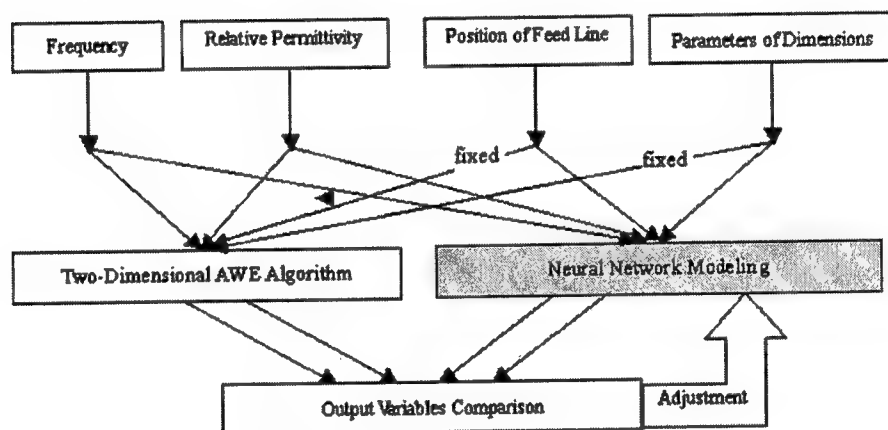 Frequency
Relative Permittivity
Position of Feed Line
Parameters of Dimensions
fixed
fixed
Two-Dimensional AWE Algorithm
Neural Network Modeling
Output Variables Comparison
Adjustment